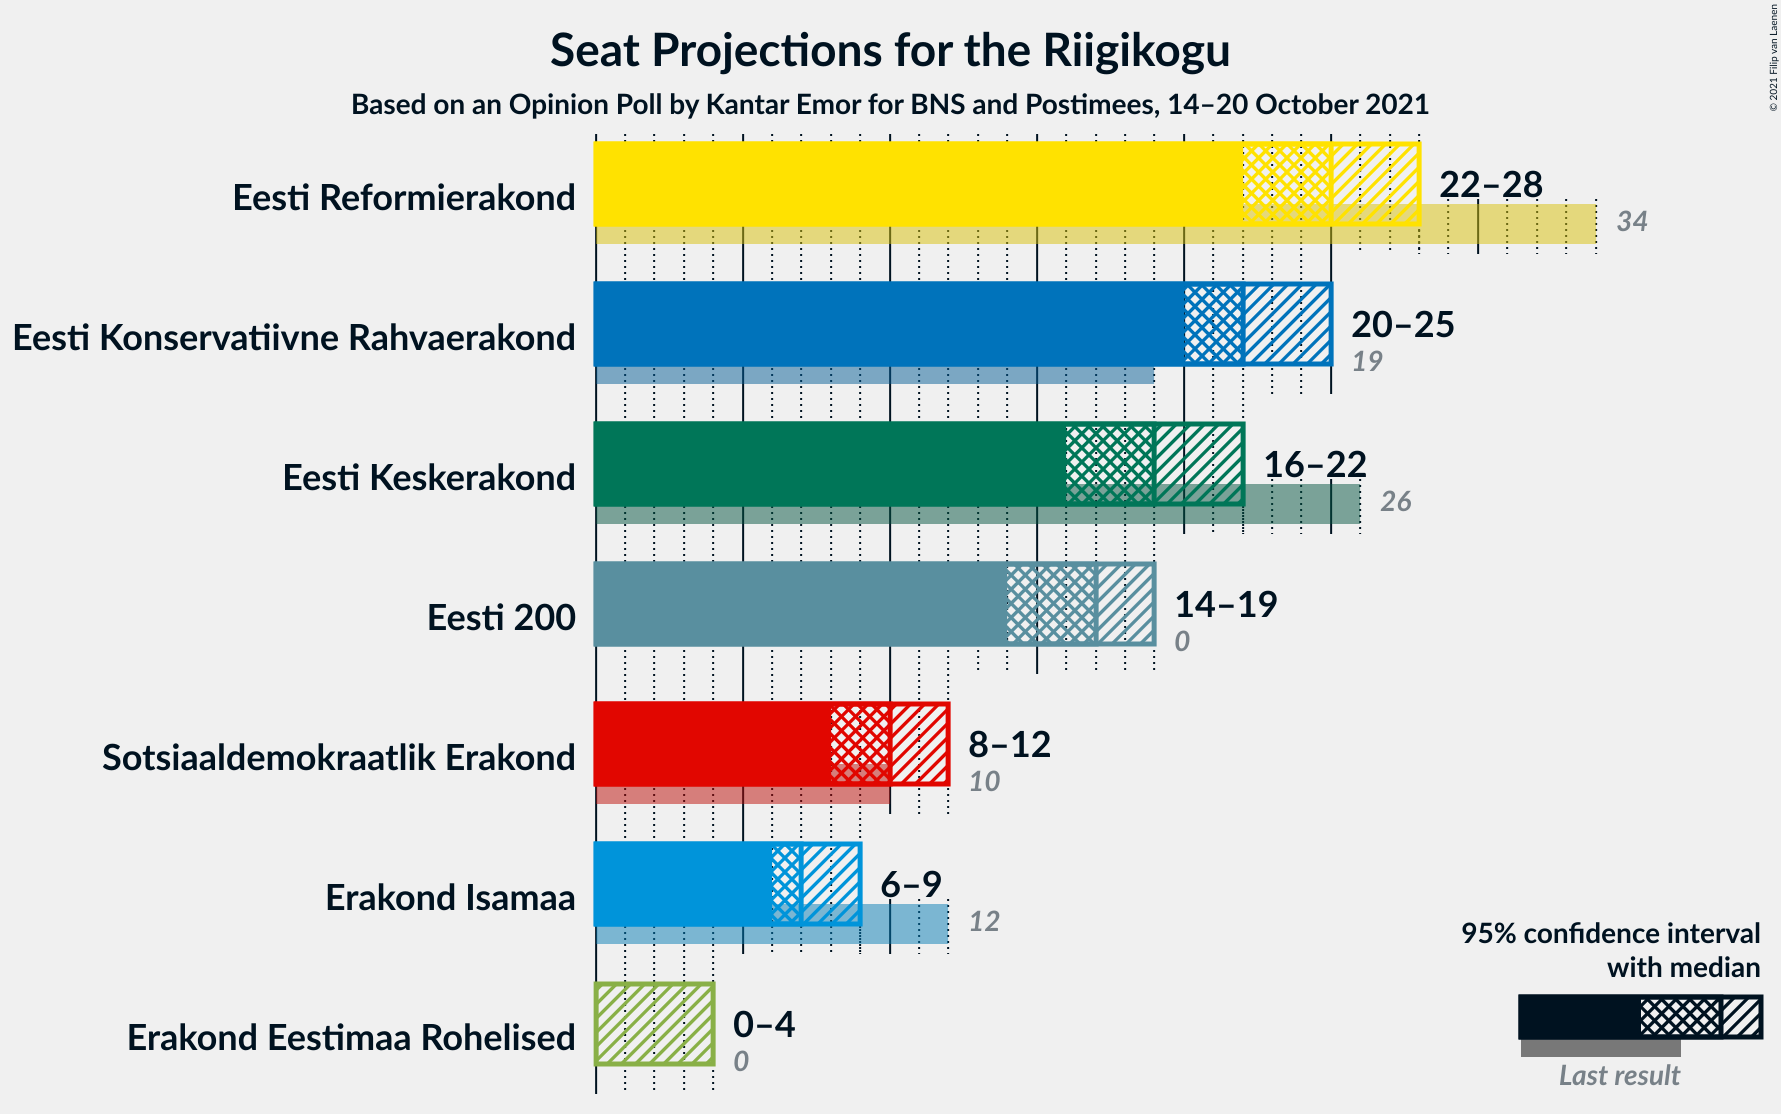 Seat Projections for the Riigikogu
Based on an Opinion Poll by Kantar Emor for BNS and Postimees, 14–20 October 2021
© 2021 Filip van Laenen
Eesti Reformierakond
22–28
34
Eesti Konservatiivne Rahvaerakond
20–25
19
Eesti Keskerakond
16–22
26
Eesti 200
14–19
0
Sotsiaaldemokraatlik Erakond
8–12
10
Erakond Isamaa
6–9
12
Erakond Eestimaa Rohelised
0–4
0
95% confidence interval
with median
Last result